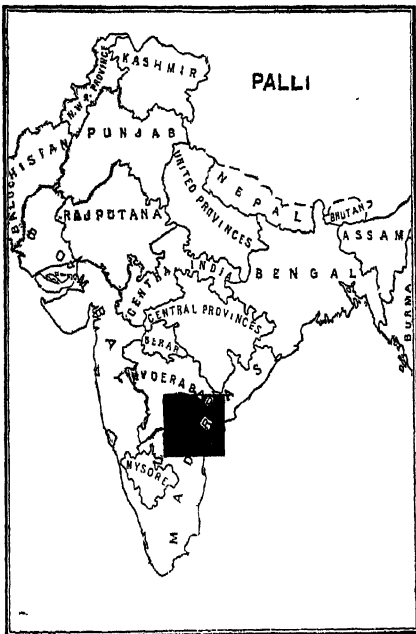 PALLI
KASHMIR
N.W. PROVINCE
PUNJAB
BALUCHISTAN
UNITED PROVINCES
NEPAL
BHUTAN
RAJPUTANA
ASSAM
CENTRAL INDIA
BENGAL
BURMA
CENTRAL PROVINCES
BERAR
MYSORE